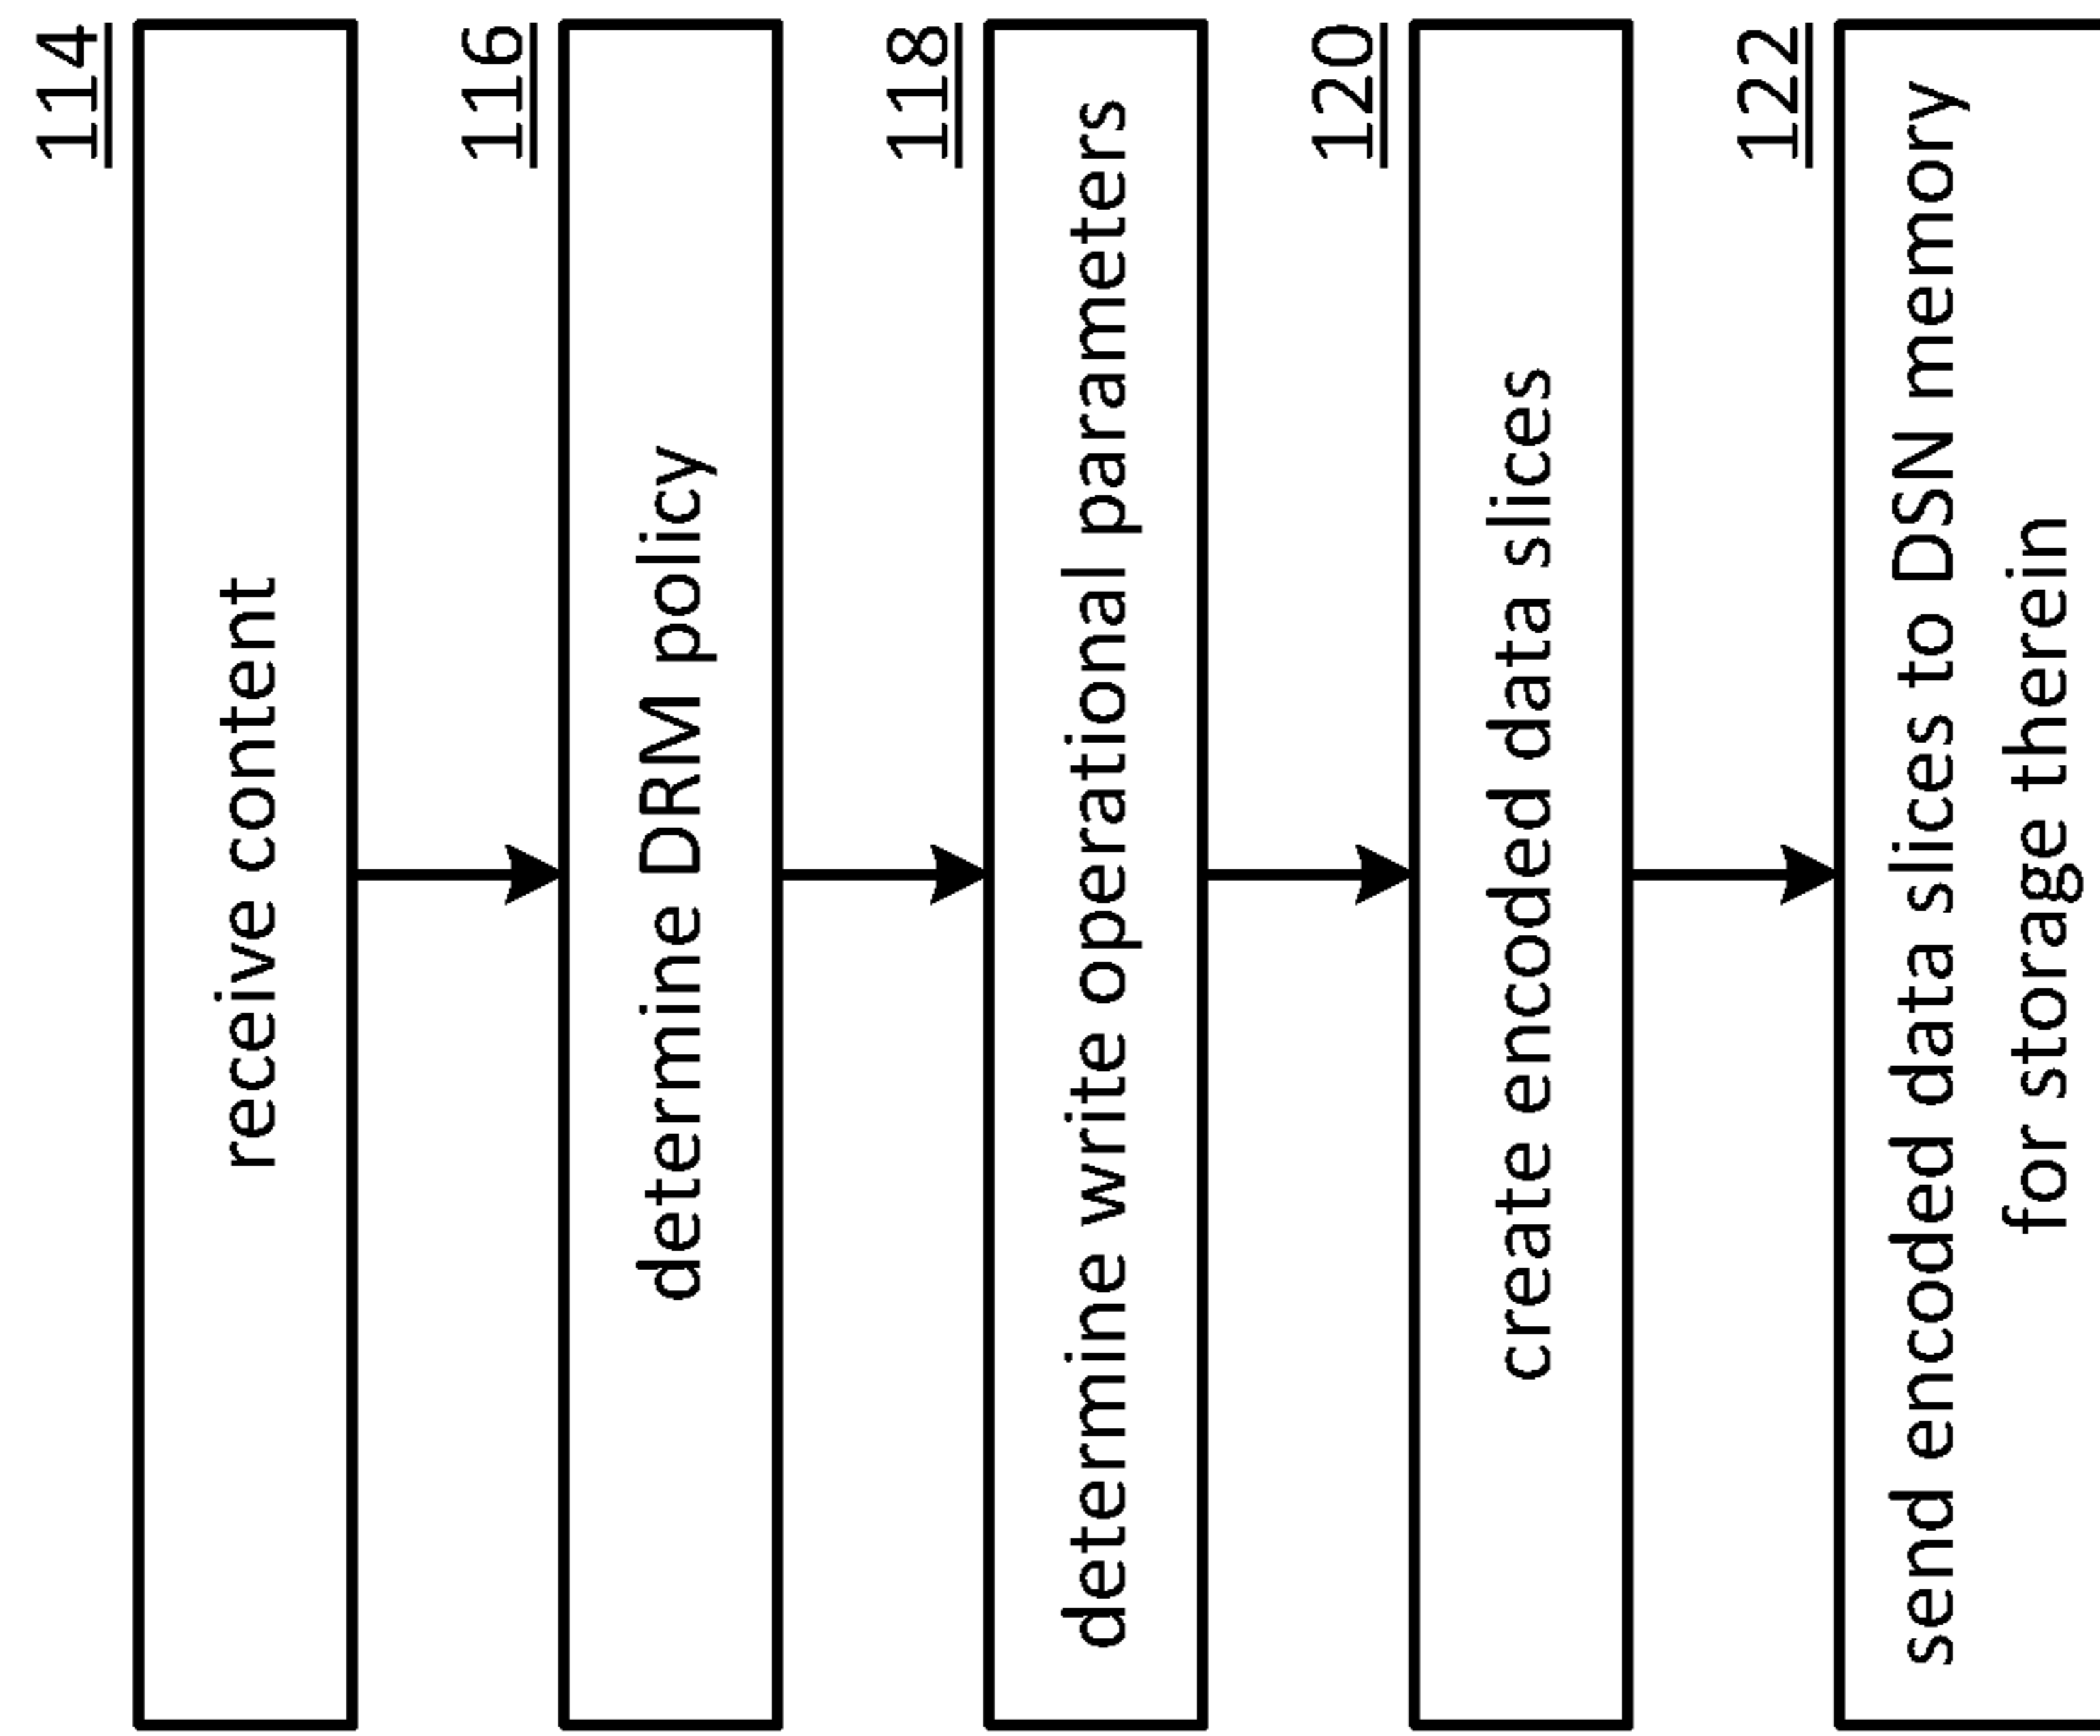 114
receive content
116
determine DRM policy
118
determine write operational parameters
120
create encoded data slices
122
send encoded data slices to DSN memory
for storage therein